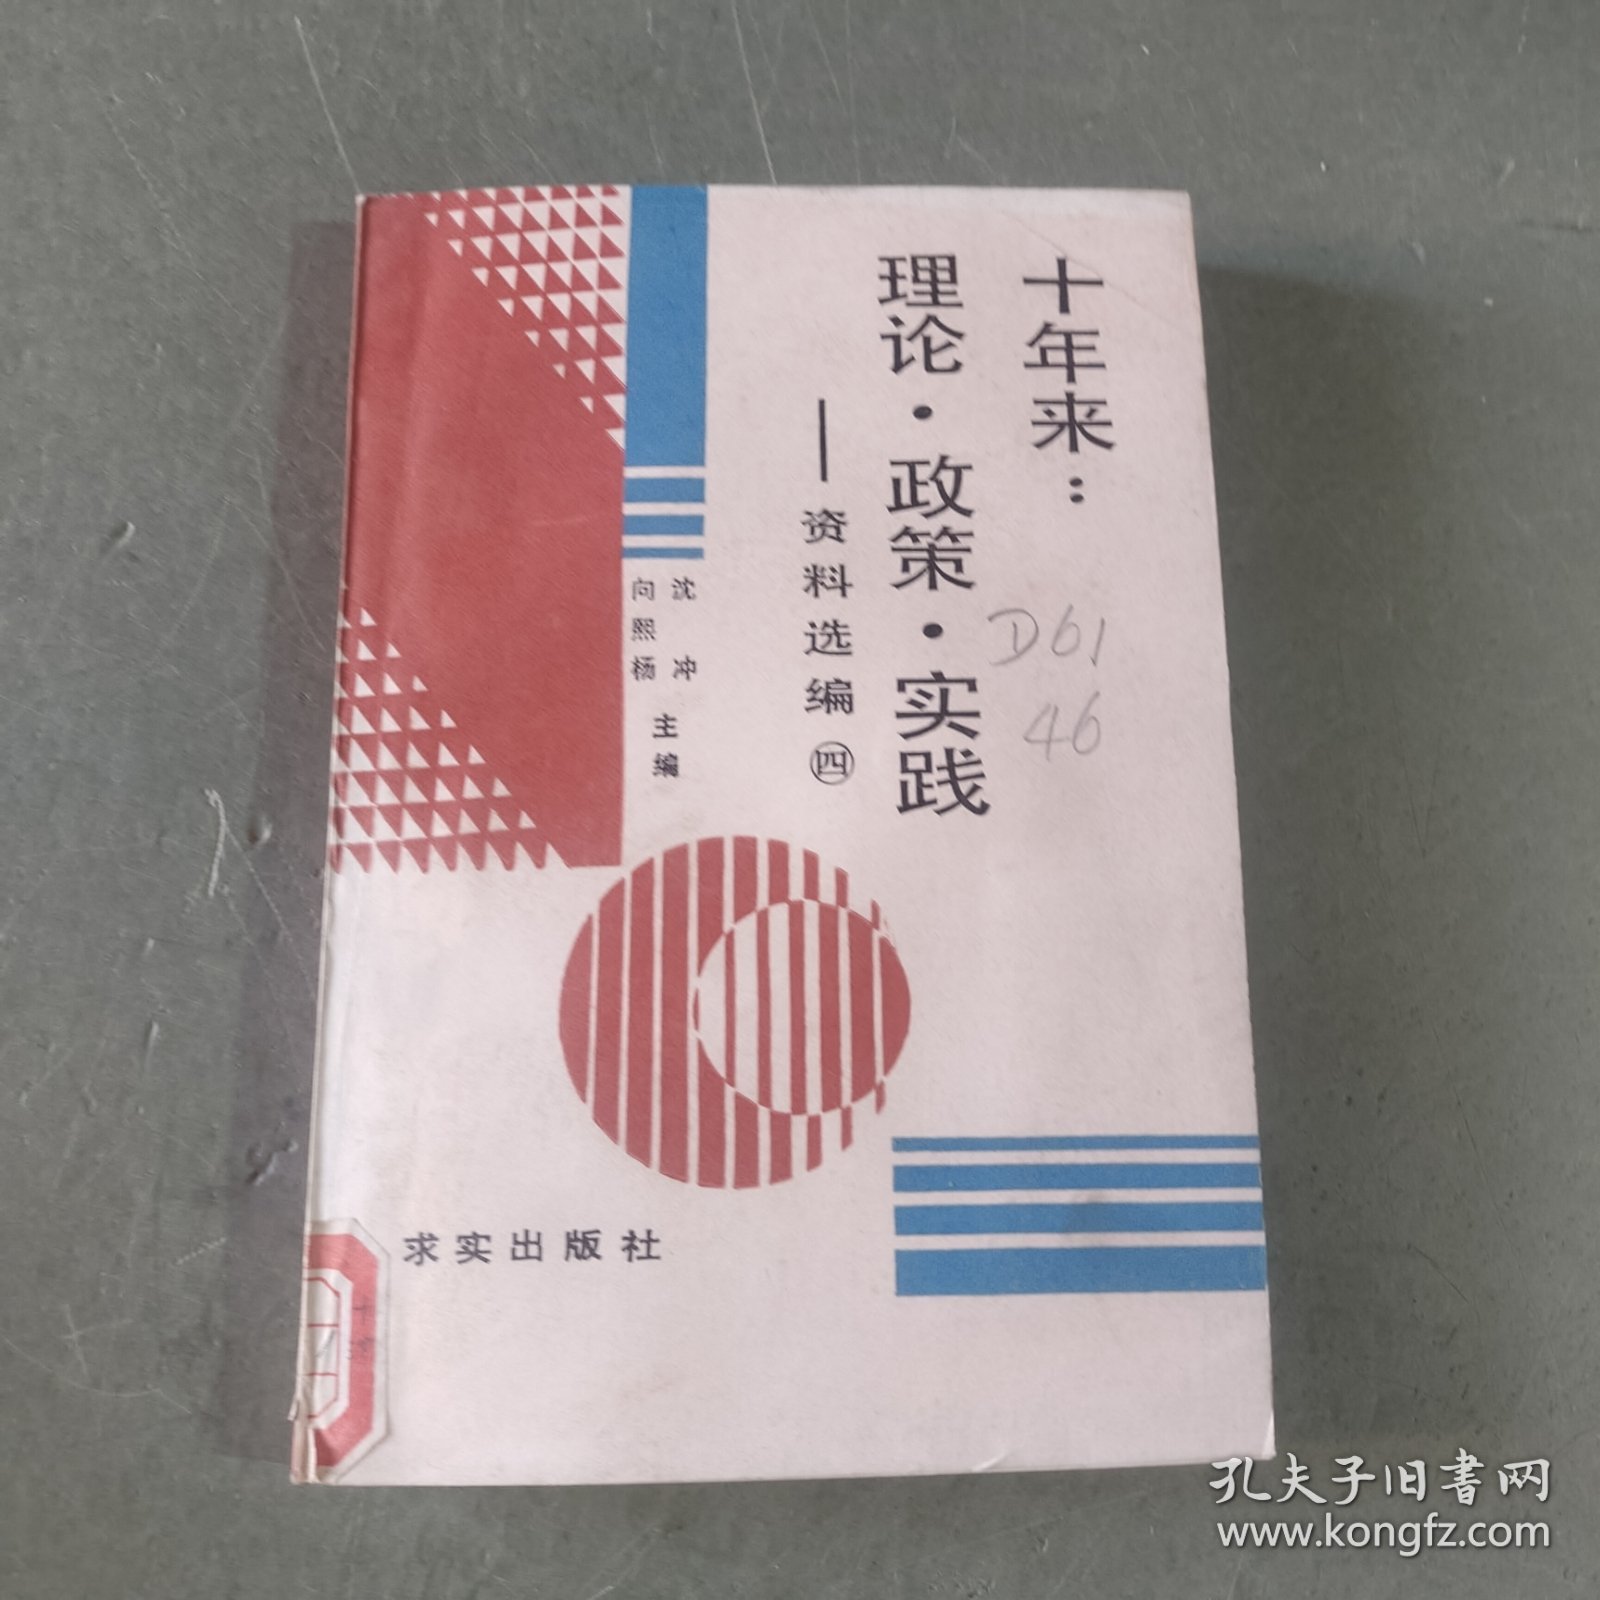 十年来：
理论·政策·实践
——资料选编㊃
沈冲
向熙杨
主编
D61
46
求实出版社
孔夫子旧书网
www.kongfz.com